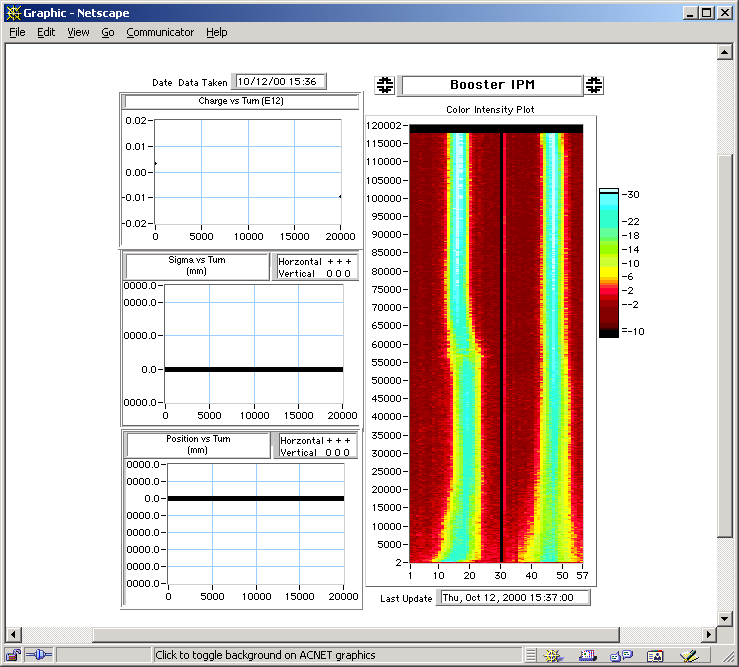 Graphic - Netscape
File Edit View Go Communicator Help
Date Data Taken 10/12/00 15:36
Booster IPM
Charge vs Turn (E12)
0.02
0.01
0.00
-0.01
-0.02
0 5000 10000 15000 20000
Sigma vs Turn
(mm)
Horzontal + + +
Vertical 0 0 0
0000.0
0000.0
0.0
0000.0
0 5000 10000 15000 20000
Position vs Turn
(mm)
Horzontal + + +
Vertical 0 0 0
0000.0
0000.0
0.0
0000.0
0000.0
0000.0
0000.0
0000.0
0 5000 10000 15000 20000
Color Intensity Plot
120002
115000
110000
105000
100000
95000
90000
85000
80000
75000
70000
65000
60000
55000
50000
45000
40000
35000
30000
25000
20000
15000
10000
5000
2
1 10 20 30 40 50 57
30
22
18
14
10
6
2
-2
-10
Last Update Thu, Oct 12, 2000 15:37:00
Click to toggle background on ACNET graphics